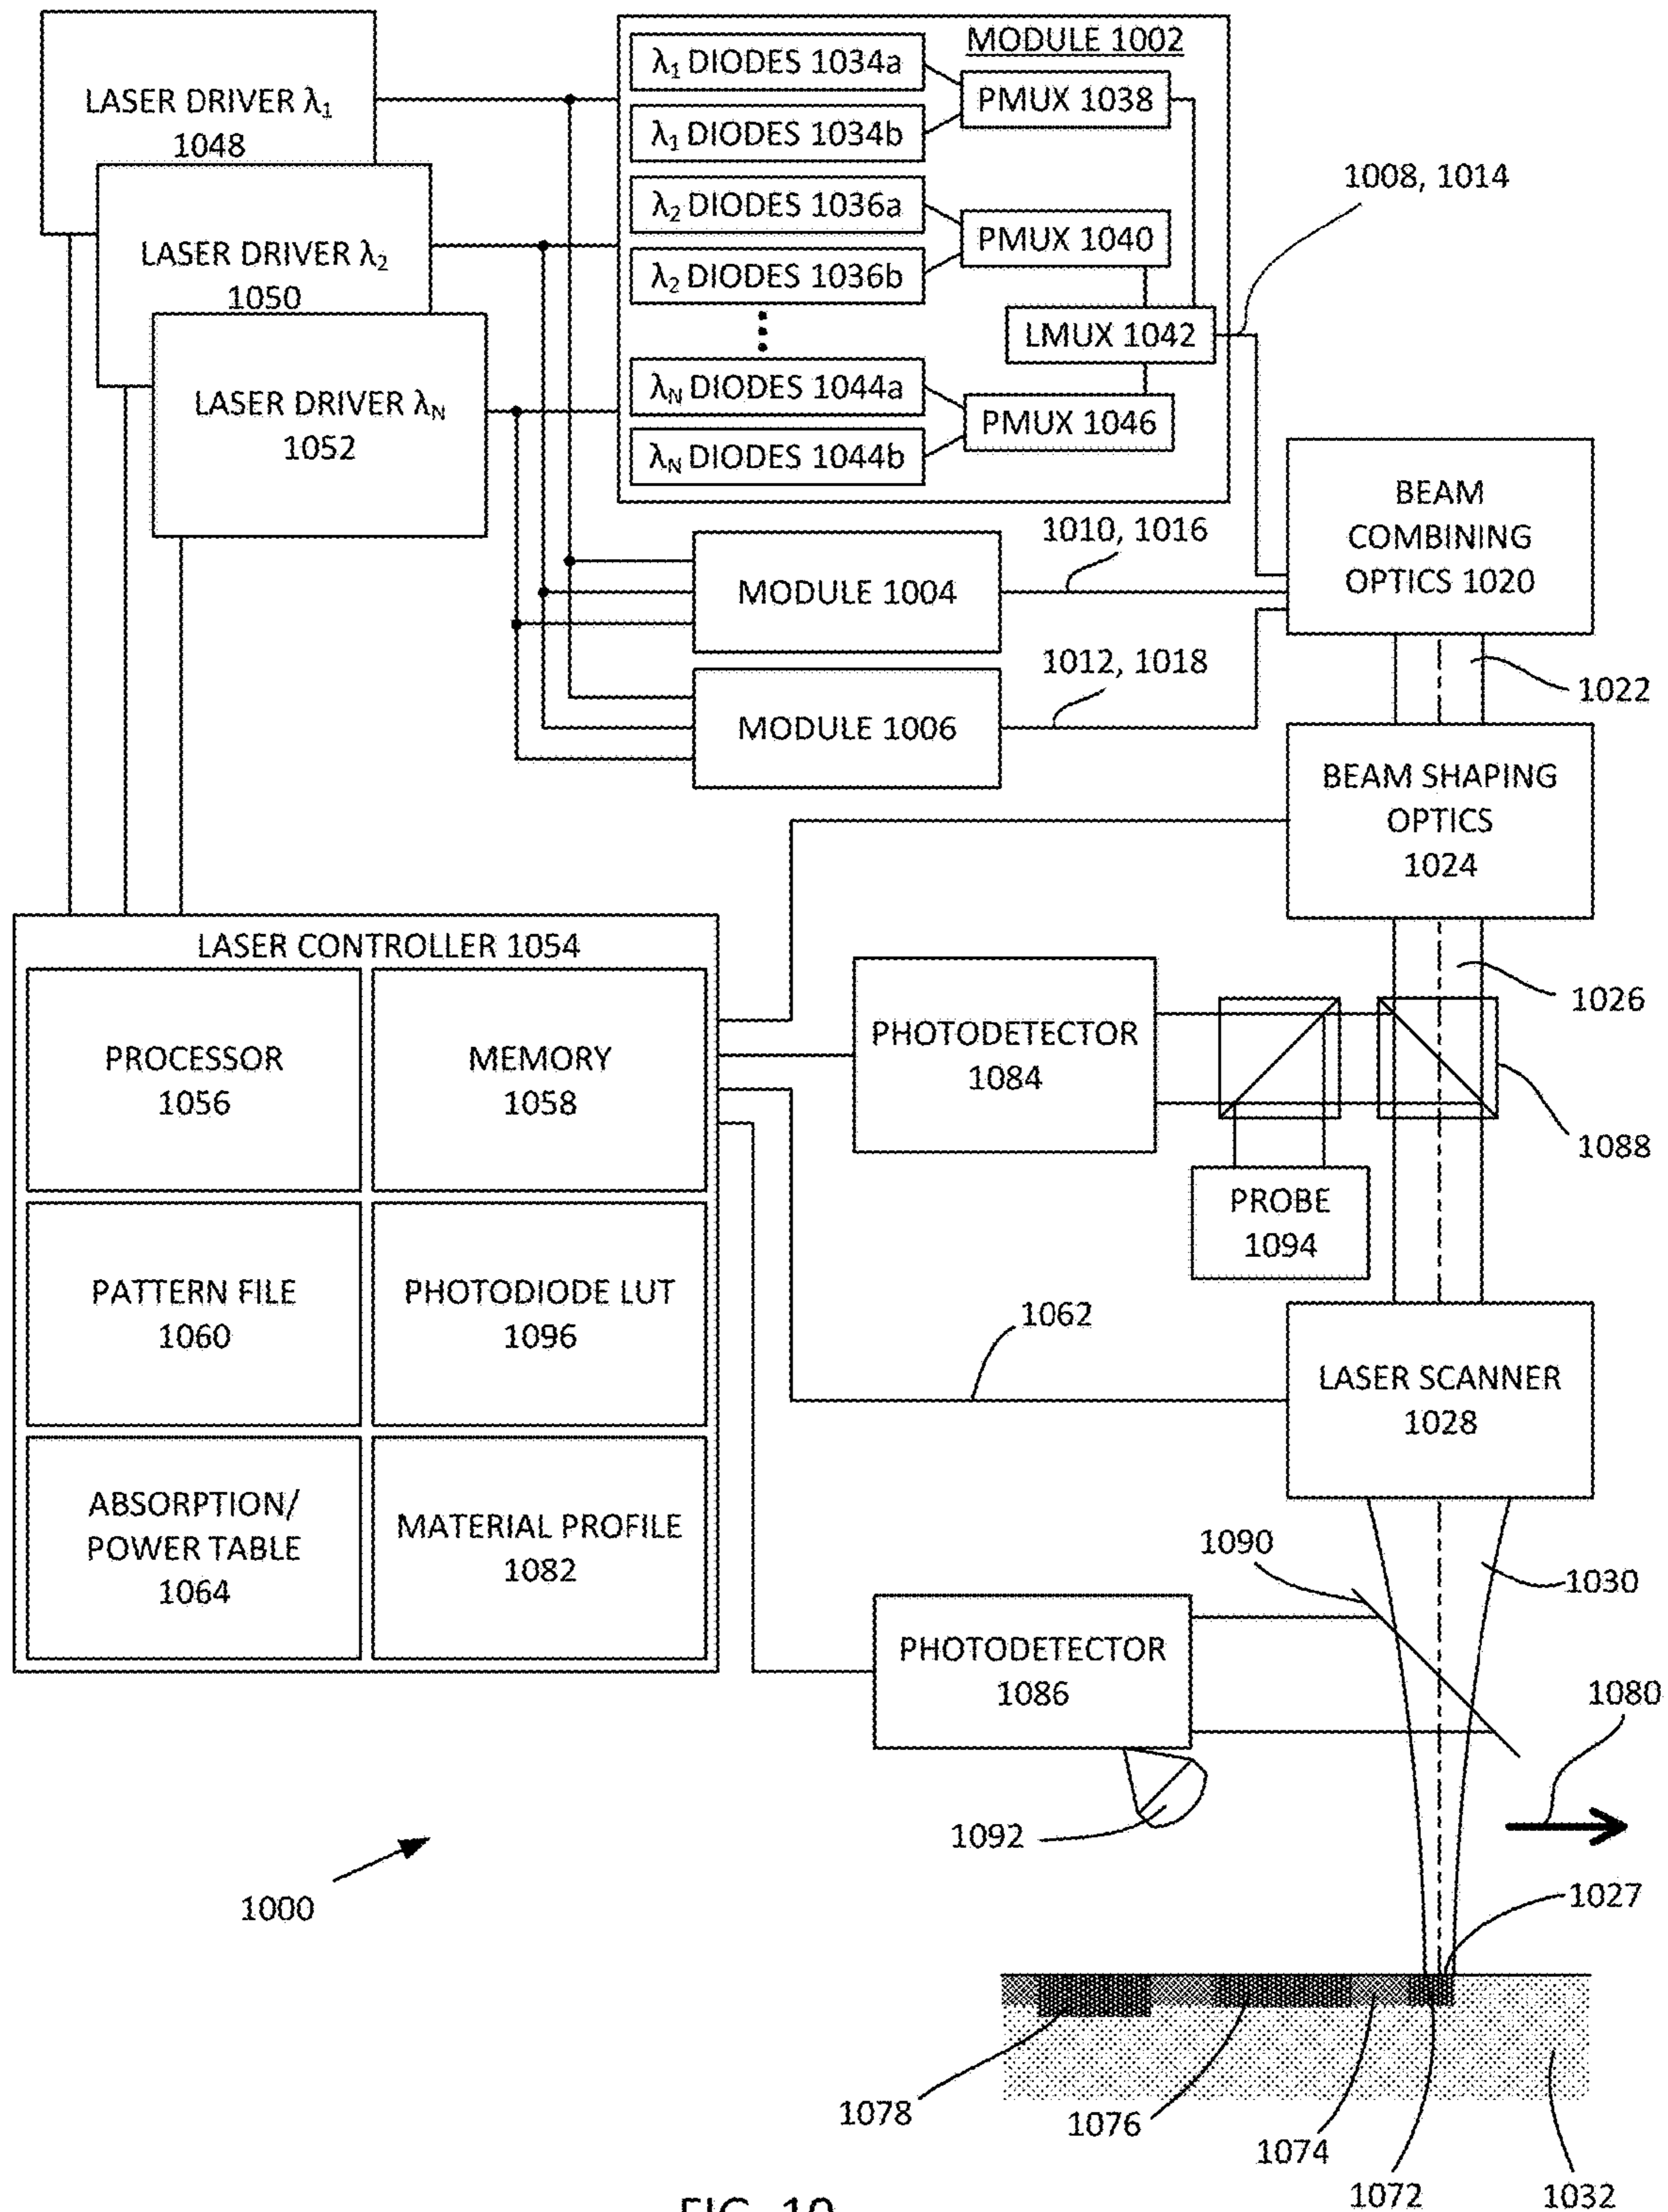 LASER DRIVER λ1
1048
LASER DRIVER λ2
1050
LASER DRIVER λN
1052
MODULE 1002
λ1 DIODES 1034a
λ1 DIODES 1034b
PMUX 1038
λ2 DIODES 1036a
λ2 DIODES 1036b
PMUX 1040
LMUX 1042
λN DIODES 1044a
λN DIODES 1044b
PMUX 1046
1008, 1014
MODULE 1004
1010, 1016
MODULE 1006
1012, 1018
BEAM
COMBINING
OPTICS 1020
1022
BEAM SHAPING
OPTICS
1024
1026
LASER CONTROLLER 1054
PROCESSOR
1056
MEMORY
1058
PATTERN FILE
1060
PHOTODIODE LUT
1096
ABSORPTION/
POWER TABLE
1064
MATERIAL PROFILE
1082
PHOTODETECTOR
1084
1088
PROBE
1094
1062
LASER SCANNER
1028
1090
1030
PHOTODETECTOR
1086
1080
1092
1000
1027
1078
1076
1074
1072
1032
FIG. 10